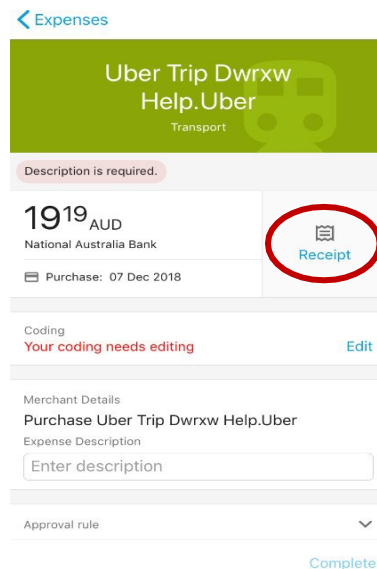 Expenses
Uber Trip Dwrxw
Help.Uber
Transport
Description is required.
19¹⁹ AUD
National Australia Bank
Receipt
Purchase: 07 Dec 2018
Coding
Your coding needs editing
Edit
Merchant Details
Purchase Uber Trip Dwrxw Help.Uber
Expense Description
Enter description
Approval rule
Complete